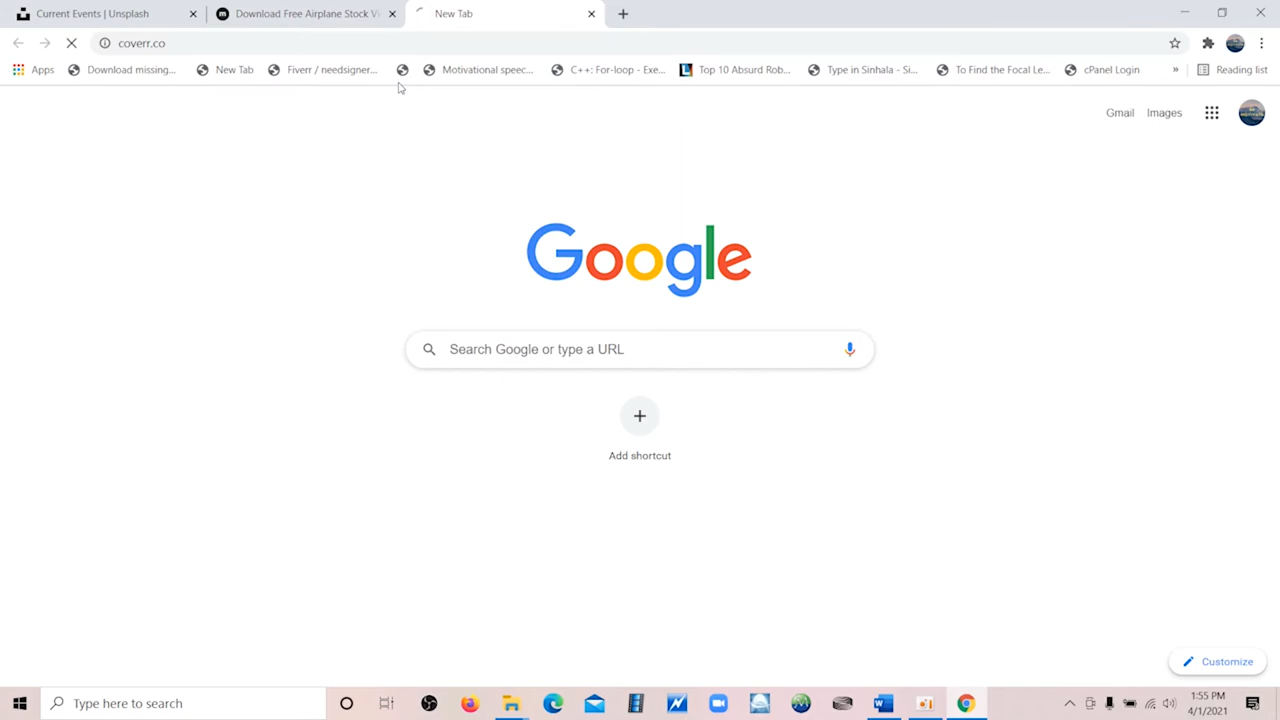 Current Events | Unsplash
Download Free Airplane Stock Vi
New Tab
coverr.co
Apps
Download missing...
New Tab
Fiverr / needsigner...
Motivational speec...
C++: For-loop - Exe...
Top 10 Absurd Rob...
Type in Sinhala - Si...
To Find the Focal Le...
cPanel Login
»
Reading list
Gmail
Images
Google
Search Google or type a URL
Add shortcut
Customize
Type here to search
1:55 PM
4/1/2021